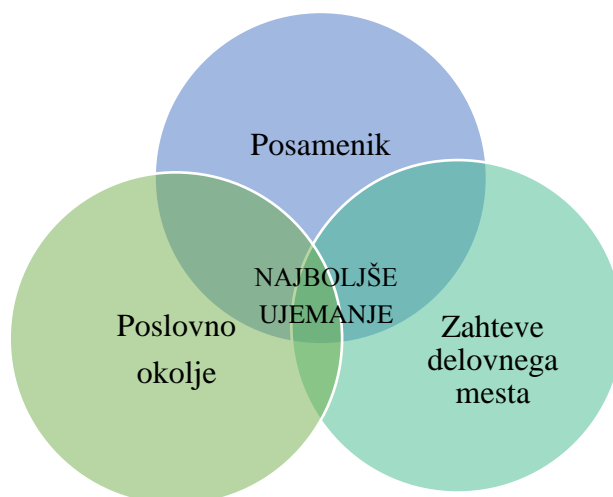 Posamenik
NAJBOLJŠE
UJEMANJE
Poslovno
okolje
Zahteve
delovnega
mesta